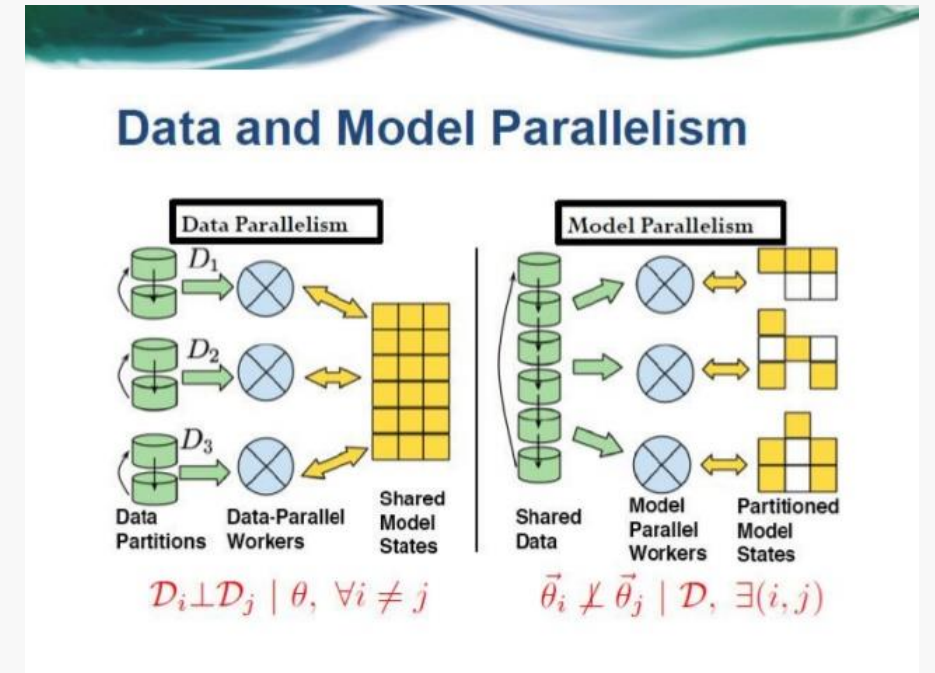 Data and Model Parallelism
Data Parallelism
D₁
D₂
D₃
Data
Partitions
Data-Parallel
Workers
Shared
Model
States
𝒟ᵢ⊥𝒟ⱼ | θ, ∀i ≠ j
Model Parallelism
Shared
Data
Model
Parallel
Workers
Partitioned
Model
States
θ⃗ᵢ ⊥̸ θ⃗ⱼ | 𝒟, ∃(i, j)